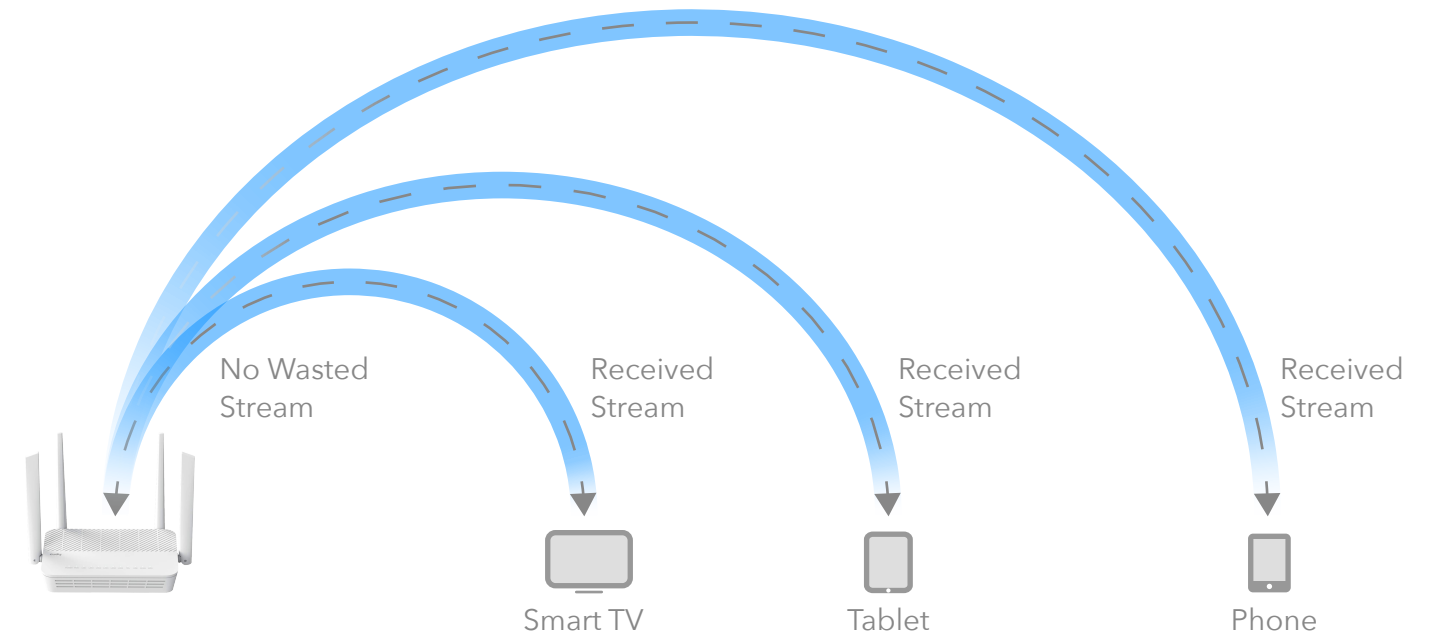 No Wasted
Stream
Received
Stream
Received
Stream
Received
Stream
Smart TV
Tablet
Phone